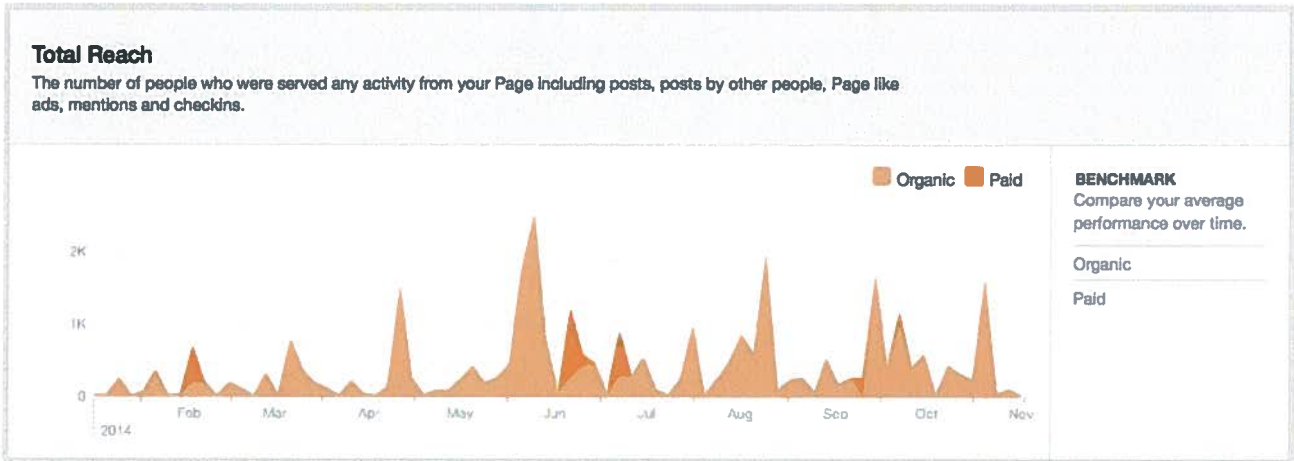 Total Reach
The number of people who were served any activity from your Page including posts, posts by other people, Page like
ads, mentions and checkins.
Organic Paid
BENCHMARK
Compare your average
performance over time.
Organic
Paid
2K
1K
0
Feb Mar Apr May Jun Jul Aug Sep Oct Nov
2014